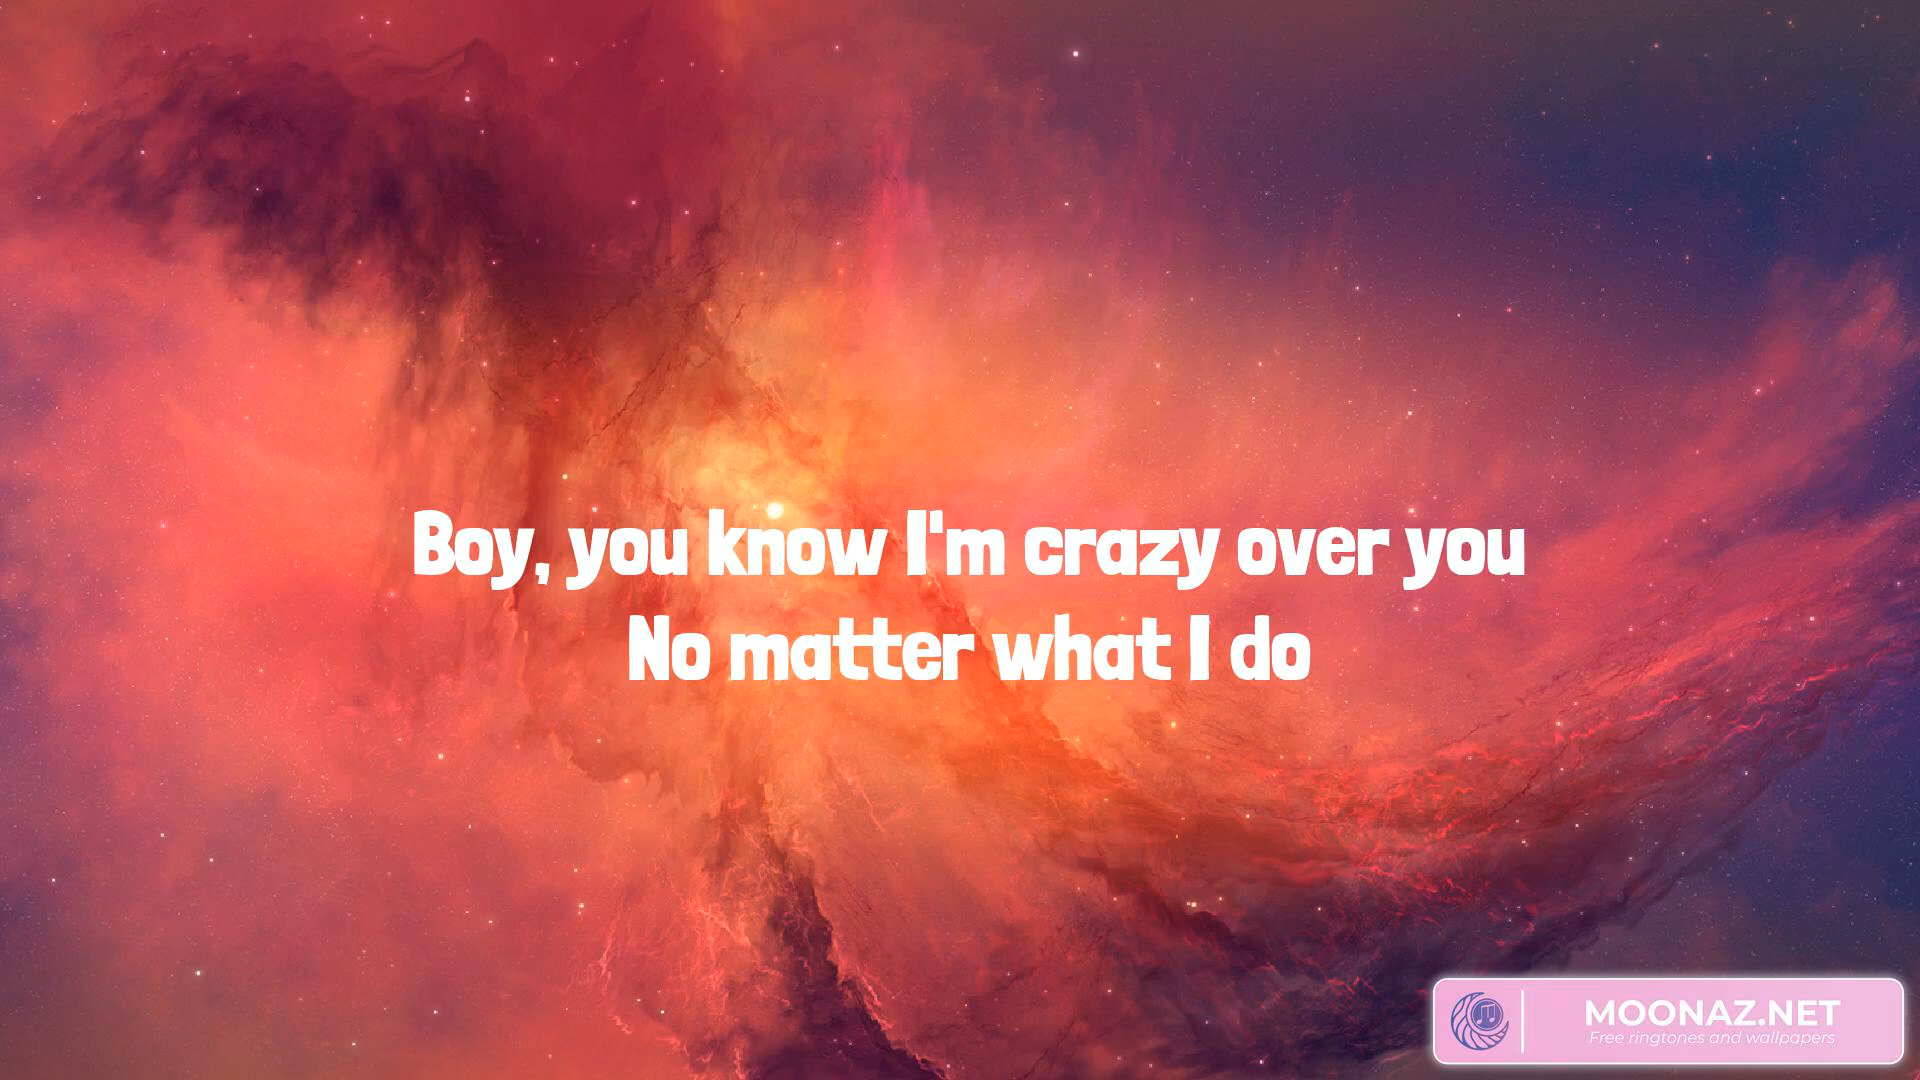 Boy, you know I'm crazy over you
No matter what I do
MOONAZ.NET
Free ringtones and wallpapers